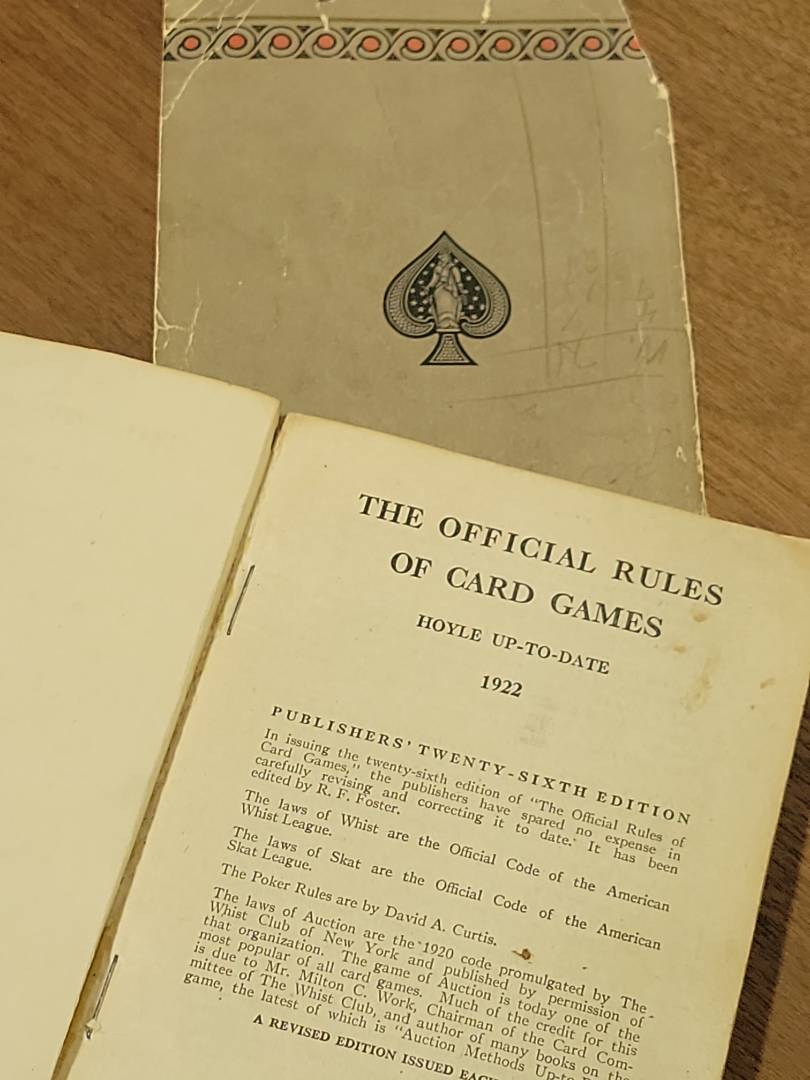 THE OFFICIAL RULES
OF CARD GAMES
HOYLE UP-TO-DATE
1922
PUBLISHERS' TWENTY-SIXTH EDITION
In issuing the twenty-sixth edition of "The Official Rules of
Card Games," the publishers have spared no expense in
carefully revising and correcting it to date. It has been
edited by R. F. Foster.
The laws of Whist are the Official Code of the American
Whist League.
The laws of Skat are the Official Code of the American
Skat League.
The Poker Rules are by David A. Curtis.
The laws of Auction are the 1920 code promulgated by The
Whist Club of New York and published by permission of
that organization. The game of Auction is today one of the
most popular of all card games. Much of the credit for this
is due to Mr. Milton C. Work, Chairman of the Card Com-
mittee of The Whist Club, and author of many books on the
game, the latest of which is "Auction Methods Up-to-
A REVISED EDITION ISSUED EACH